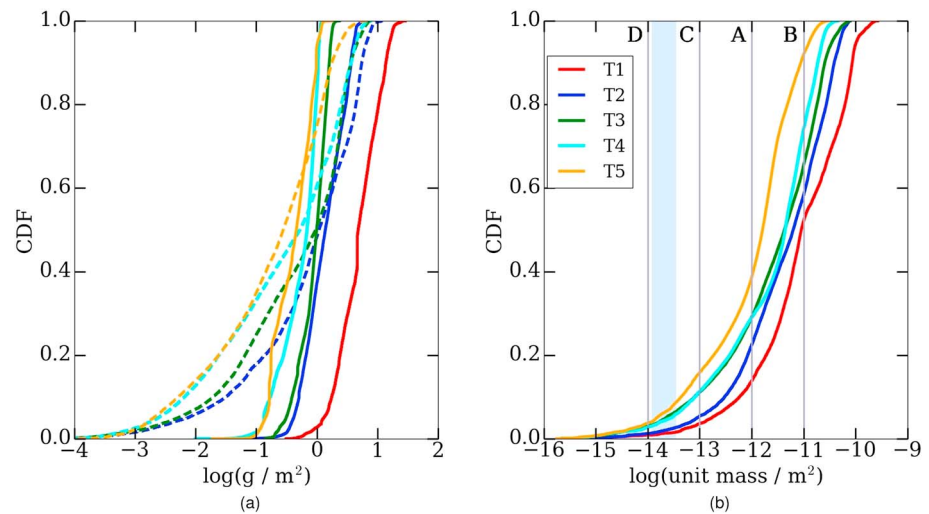 1.0
0.8
0.6
0.4
0.2
0.0
CDF
−4 −3 −2 −1 0 1 2
log(g / m²)
(a)
1.0
0.8
0.6
0.4
0.2
0.0
CDF
D C A B
T1
T2
T3
T4
T5
−16 −15 −14 −13 −12 −11 −10 −9
log(unit mass / m²)
(b)